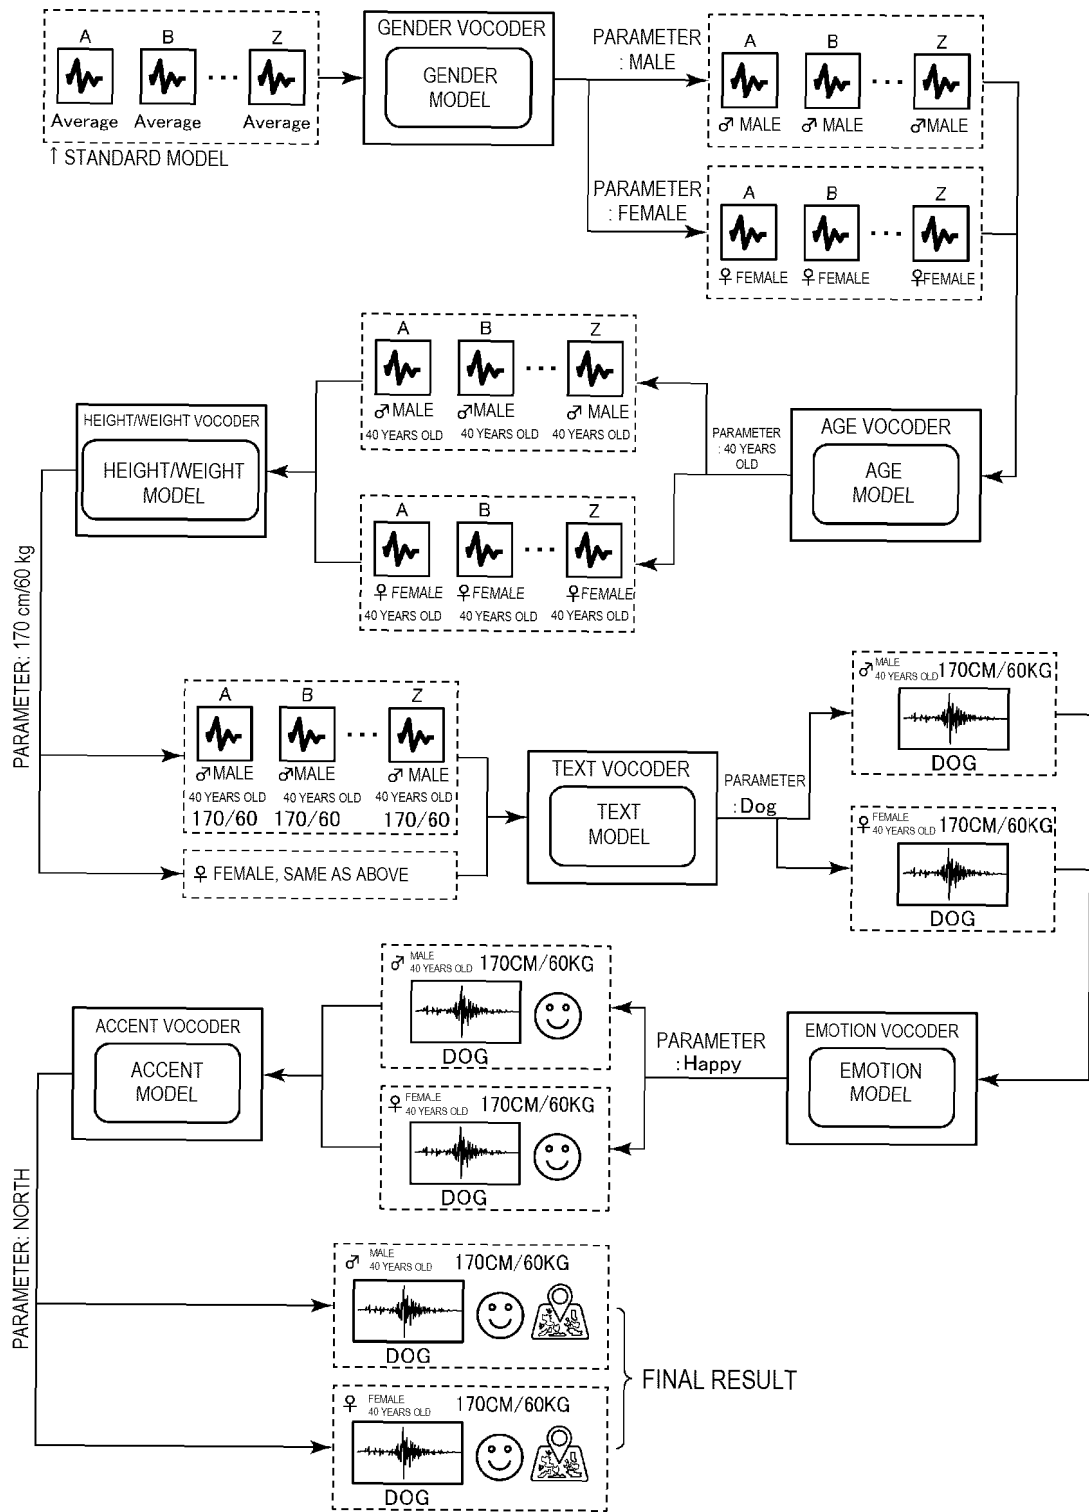 A B Z
Average Average Average
↑ STANDARD MODEL
GENDER VOCODER
GENDER
MODEL
PARAMETER
: MALE
A B Z
♂ MALE ♂ MALE ♂MALE
PARAMETER
: FEMALE
A B Z
♀ FEMALE ♀ FEMALE ♀FEMALE
AGE VOCODER
AGE
MODEL
PARAMETER
: 40 YEARS
OLD
A B Z
♂MALE ♂MALE ♂ MALE
40 YEARS OLD 40 YEARS OLD 40 YEARS OLD
A B Z
♀ FEMALE ♀ FEMALE ♀ FEMALE
40 YEARS OLD 40 YEARS OLD 40 YEARS OLD
HEIGHT/WEIGHT VOCODER
HEIGHT/WEIGHT
MODEL
PARAMETER: 170 cm/60 kg
A B Z
♂MALE ♂MALE ♂ MALE
40 YEARS OLD 40 YEARS OLD 40 YEARS OLD
170/60 170/60 170/60
♀ FEMALE, SAME AS ABOVE
TEXT VOCODER
TEXT
MODEL
PARAMETER
:Dog
♂ MALE
40 YEARS OLD 170CM/60KG
DOG
♀ FEMALE
40 YEARS OLD 170CM/60KG
DOG
EMOTION VOCODER
EMOTION
MODEL
PARAMETER
:Happy
♂ MALE
40 YEARS OLD 170CM/60KG
DOG
♀ FEMALE
40 YEARS OLD 170CM/60KG
DOG
ACCENT VOCODER
ACCENT
MODEL
PARAMETER: NORTH
♂ MALE
40 YEARS OLD 170CM/60KG
DOG
♀ FEMALE
40 YEARS OLD 170CM/60KG
DOG
FINAL RESULT